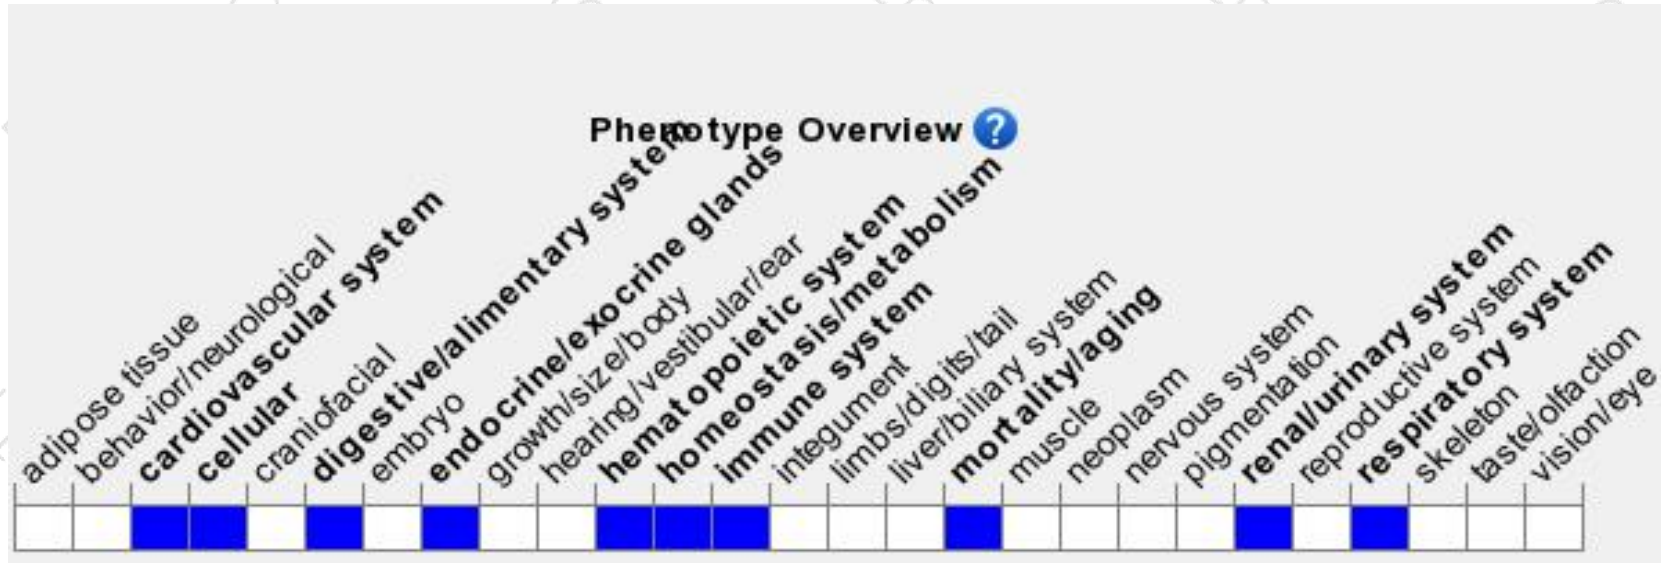 Phenotype Overview ?
adipose tissue
behavior/neurological
cardiovascular system
cellular
craniofacial
digestive/alimentary system
embryo
endocrine/exocrine glands
growth/size/body
hearing/vestibular/ear
hematopoietic system
homeostasis/metabolism
immune system
integument
limbs/digits/tail
liver/biliary system
mortality/aging
muscle
neoplasm
nervous system
pigmentation
renal/urinary system
reproductive system
respiratory system
skeleton
taste/olfaction
vision/eye